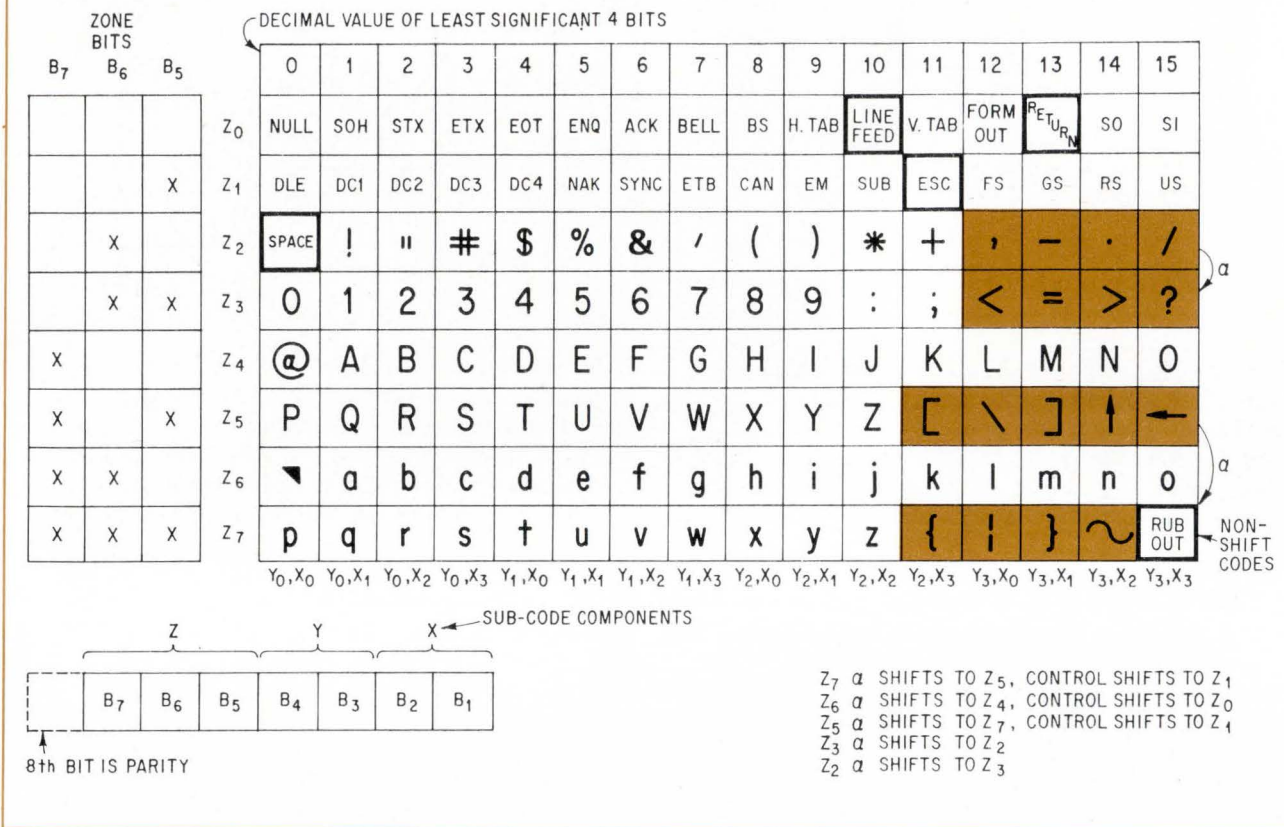 ZONE BITS
DECIMAL VALUE OF LEAST SIGNIFICANT 4 BITS
B7 B6 B5 0 1 2 3 4 5 6 7 8 9 10 11 12 13 14 15
Z0 NULL SOH STX ETX EOT ENQ ACK BELL BS H. TAB LINE FEED V. TAB FORM OUT RETURN SO SI
X Z1 DLE DC1 DC2 DC3 DC4 NAK SYNC ETB CAN EM SUB ESC FS GS RS US
X Z2 SPACE ! " # $ % & ′ ( ) * + , − · /
α
X X Z3 0 1 2 3 4 5 6 7 8 9 : ; < = > ?
X Z4 @ A B C D E F G H I J K L M N O
X X Z5 P Q R S T U V W X Y Z [ \ ] ↑ ←
α
X X Z6 ◥ a b c d e f g h i j k l m n o
X X X Z7 p q r s t u v w x y z { ¦ } ~ RUB OUT
NON-SHIFT CODES
Y0,X0 Y0,X1 Y0,X2 Y0,X3 Y1,X0 Y1,X1 Y1,X2 Y1,X3 Y2,X0 Y2,X1 Y2,X2 Y2,X3 Y3,X0 Y3,X1 Y3,X2 Y3,X3
Z Y X SUB-CODE COMPONENTS
B7 B6 B5 B4 B3 B2 B1
8th BIT IS PARITY
Z7 α SHIFTS TO Z5, CONTROL SHIFTS TO Z1
Z6 α SHIFTS TO Z4, CONTROL SHIFTS TO Z0
Z5 α SHIFTS TO Z7, CONTROL SHIFTS TO Z1
Z3 α SHIFTS TO Z2
Z2 α SHIFTS TO Z3